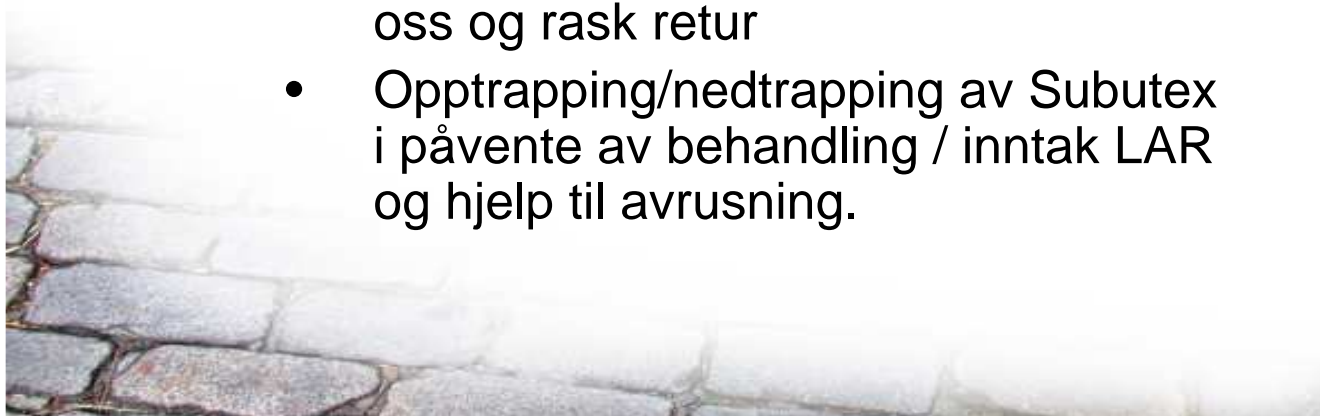 oss og rask retur
• Opptrapping/nedtrapping av Subutex
i påvente av behandling / inntak LAR
og hjelp til avrusning.